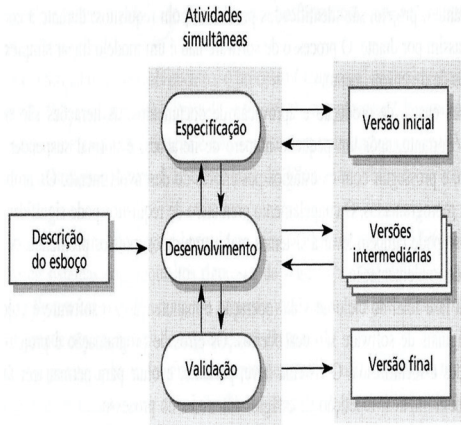 Atividades
simultâneas
Especificação
Versão inicial
Descrição
do esboço
Desenvolvimento
Versões
intermediárias
Validação
Versão final